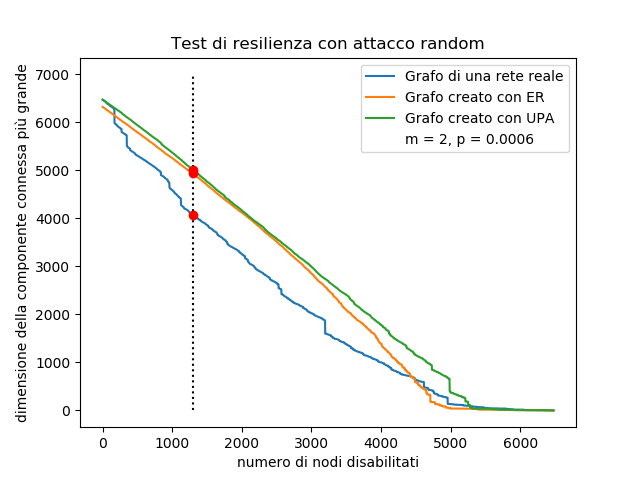 Test di resilienza con attacco random
dimensione della componente connessa più grande
7000
6000
5000
4000
3000
2000
1000
0
Grafo di una rete reale
Grafo creato con ER
Grafo creato con UPA
m = 2, p = 0.0006
0 1000 2000 3000 4000 5000 6000
numero di nodi disabilitati